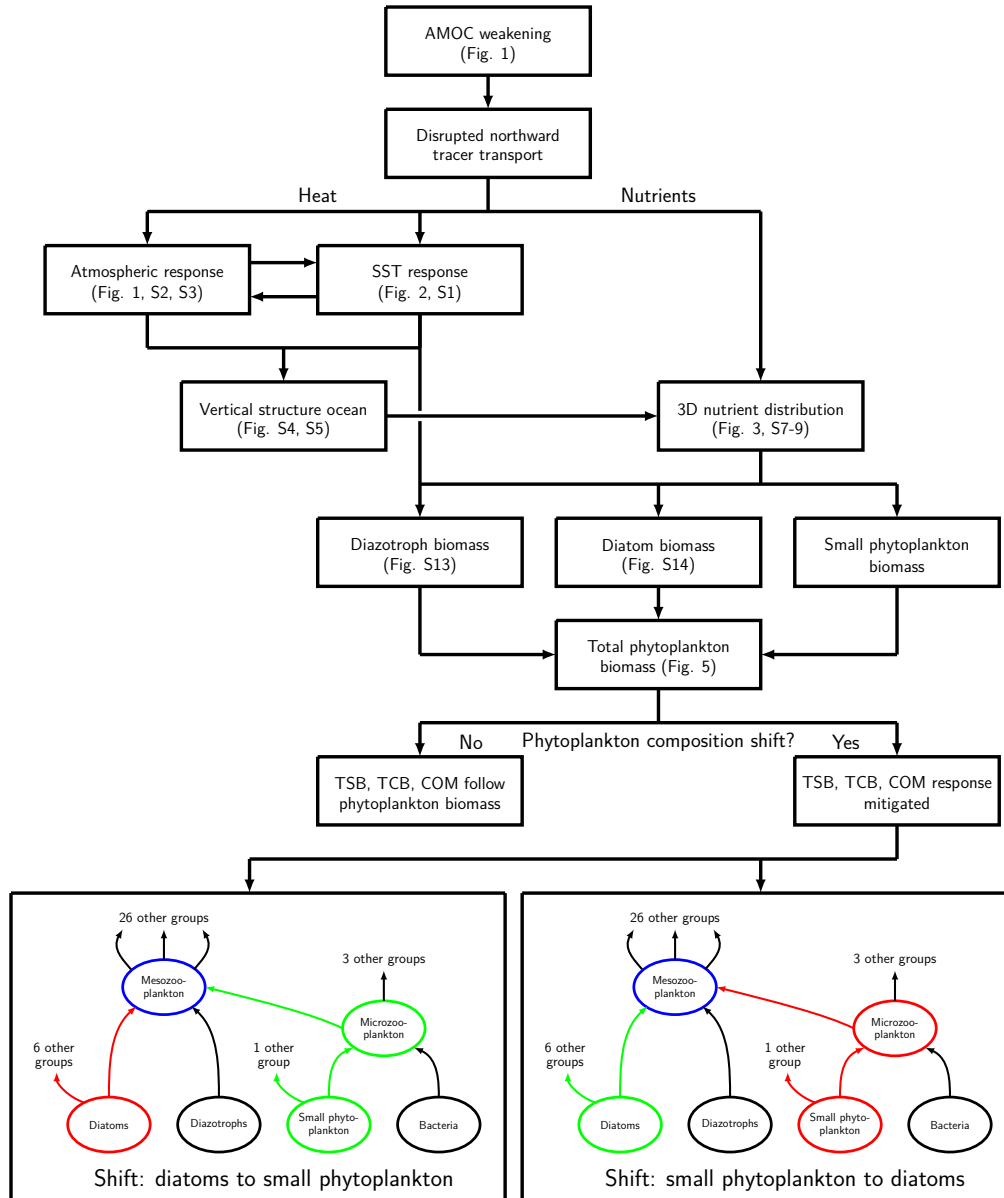 AMOC weakening
(Fig. 1)
Disrupted northward
tracer transport
Heat
Nutrients
Atmospheric response
(Fig. 1, S2, S3)
SST response
(Fig. 2, S1)
Vertical structure ocean
(Fig. S4, S5)
3D nutrient distribution
(Fig. 3, S7-9)
Diazotroph biomass
(Fig. S13)
Diatom biomass
(Fig. S14)
Small phytoplankton
biomass
Total phytoplankton
biomass (Fig. 5)
No
Phytoplankton composition shift?
Yes
TSB, TCB, COM follow
phytoplankton biomass
TSB, TCB, COM response
mitigated
26 other groups
Mesozoo-
plankton
3 other groups
Microzoo-
plankton
6 other
groups
1 other
group
Diatoms
Diazotrophs
Small phyto-
plankton
Bacteria
Shift: diatoms to small phytoplankton
26 other groups
Mesozoo-
plankton
3 other groups
Microzoo-
plankton
6 other
groups
1 other
group
Diatoms
Diazotrophs
Small phyto-
plankton
Bacteria
Shift: small phytoplankton to diatoms